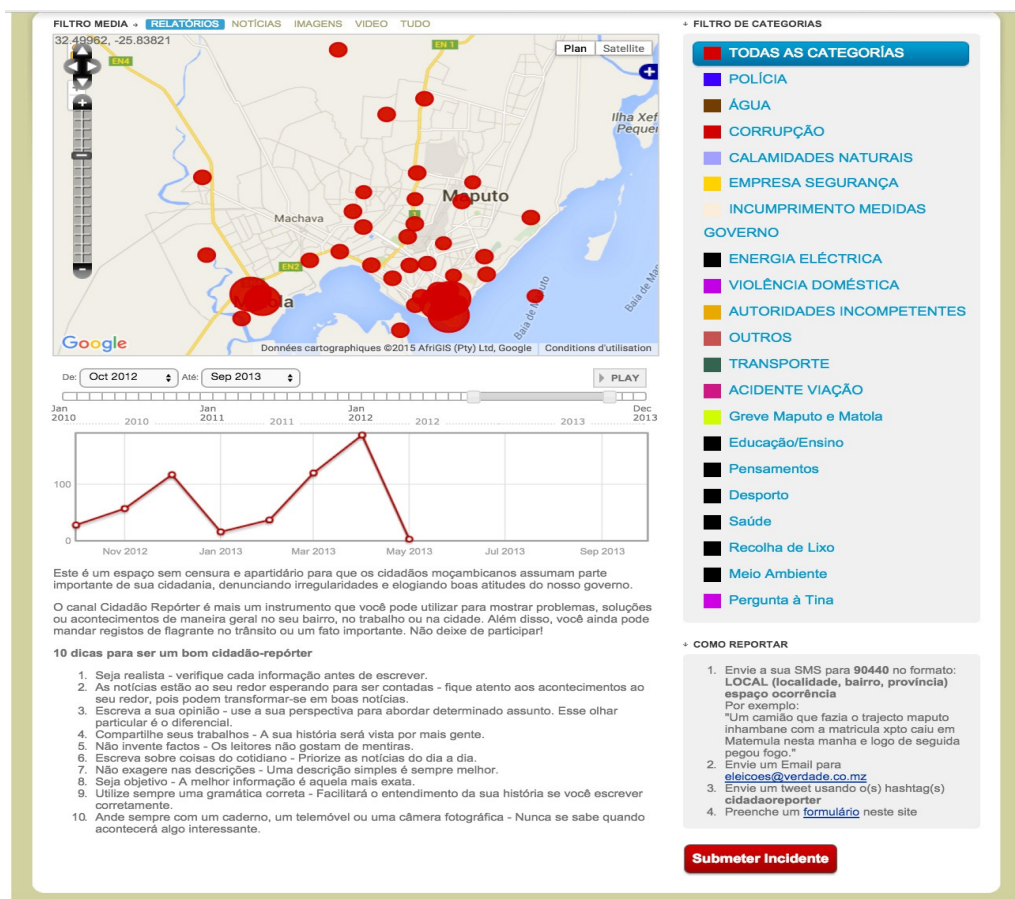 FILTRO MEDIA RELATÓRIOS NOTÍCIAS IMAGENS VIDEO TUDO
32.49962, -25.83821
EN4
EN 1
Plan Satellite
Ilha Xef
Pequen
Maputo
Machava
1
EN2
la
Baia de Maputo
Baia de Map
Google
Données cartographiques ©2015 AfriGIS (Pty) Ltd, Google Conditions d'utilisation
De: Oct 2012 Até: Sep 2013 PLAY
Jan 2010 Jan 2011 Jan 2012 Dec 2013
2010 2011 2012 2013
100
0
Nov 2012 Jan 2013 Mar 2013 May 2013 Jul 2013 Sep 2013
Este é um espaço sem censura e apartidário para que os cidadãos moçambicanos assumam parte
importante de sua cidadania, denunciando irregularidades e elogiando boas atitudes do nosso governo.
O canal Cidadão Repórter é mais um instrumento que você pode utilizar para mostrar problemas, soluções
ou acontecimentos de maneira geral no seu bairro, no trabalho ou na cidade. Além disso, você ainda pode
mandar registos de flagrante no trânsito ou um fato importante. Não deixe de participar!
10 dicas para ser um bom cidadão-repórter
1. Seja realista - verifique cada informação antes de escrever.
2. As notícias estão ao seu redor esperando para ser contadas - fique atento aos acontecimentos ao
seu redor, pois podem transformar-se em boas notícias.
3. Escreva a sua opinião - use a sua perspectiva para abordar determinado assunto. Esse olhar
particular é o diferencial.
4. Compartilhe seus trabalhos - A sua história será vista por mais gente.
5. Não invente factos - Os leitores não gostam de mentiras.
6. Escreva sobre coisas do cotidiano - Priorize as notícias do dia a dia.
7. Não exagere nas descrições - Uma descrição simples é sempre melhor.
8. Seja objetivo - A melhor informação é aquela mais exata.
9. Utilize sempre uma gramática correta - Facilitará o entendimento da sua história se você escrever
corretamente.
10. Ande sempre com um caderno, um telemóvel ou uma câmera fotográfica - Nunca se sabe quando
acontecerá algo interessante.
FILTRO DE CATEGORIAS
TODAS AS CATEGORÍAS
POLÍCIA
ÁGUA
CORRUPÇÃO
CALAMIDADES NATURAIS
EMPRESA SEGURANÇA
INCUMPRIMENTO MEDIDAS
GOVERNO
ENERGIA ELÉCTRICA
VIOLÊNCIA DOMÉSTICA
AUTORIDADES INCOMPETENTES
OUTROS
TRANSPORTE
ACIDENTE VIAÇÃO
Greve Maputo e Matola
Educação/Ensino
Pensamentos
Desporto
Saúde
Recolha de Lixo
Meio Ambiente
Pergunta à Tina
COMO REPORTAR
1. Envie a sua SMS para 90440 no formato:
LOCAL (localidade, bairro, província)
espaço ocorrência
Por exemplo:
"Um camião que fazia o trajecto maputo
inhambane com a matricula xpto caiu em
Matemula nesta manha e logo de seguida
pegou fogo."
2. Envie um Email para
eleicoes@verdade.co.mz
3. Envie um tweet usando o(s) hashtag(s)
cidadaoreporter
4. Preenche um formulário neste site
Submeter Incidente